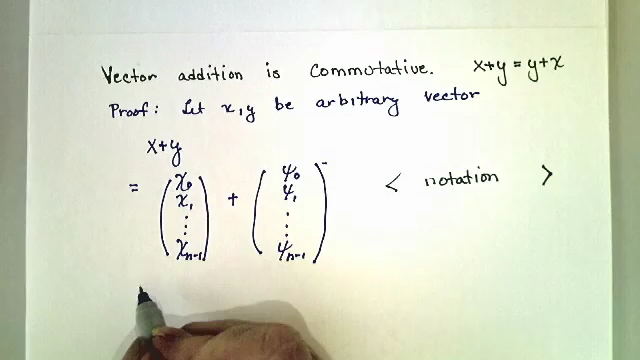 Vector addition is commutative. x+y = y+x
Proof: Let x, y be arbitrary vector
x+y
= (χ₀ χ₁ ⋮ χₙ₋₁) + (ψ₀ ψ₁ ⋮ ψₙ₋₁) < notation >